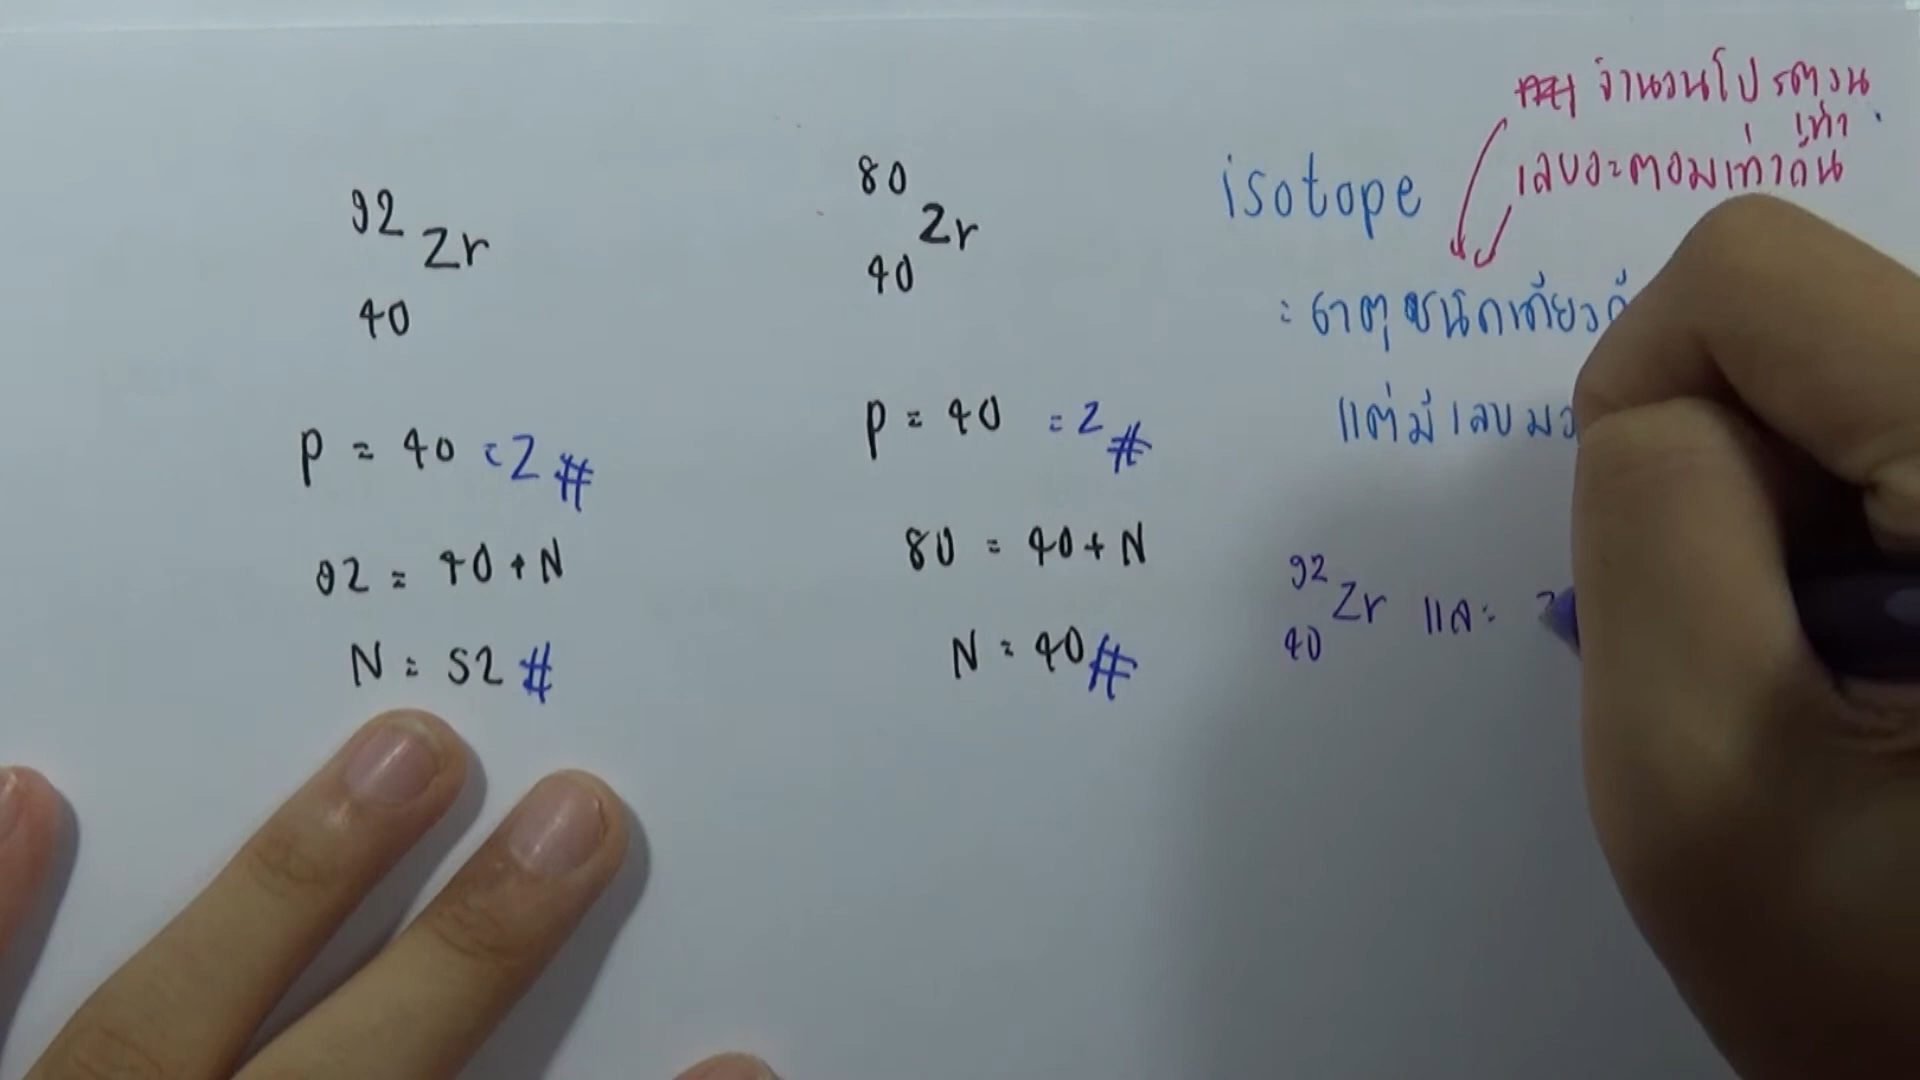 92
Zr
40
P = 40 = Z #
92 = 40 + N
N = 52 #
80
Zr
40
P = 40 = Z #
80 = 40 + N
N = 40 #
จำนวนโปรตอน
เท่า
เลขอะตอมเท่ากัน
isotope
= ธาตุชนิดเดียวกั
แต่มีเลขมว
92
Zr และ
40